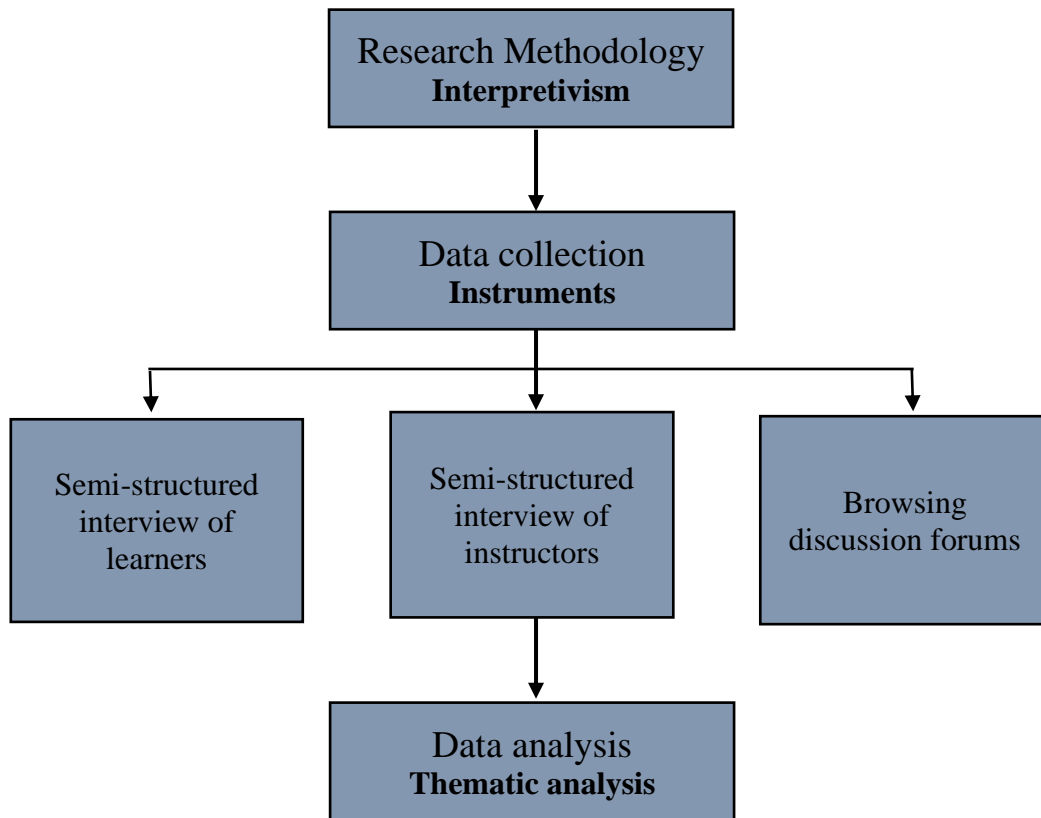 Research Methodology
Interpretivism
Data collection
Instruments
Semi-structured
interview of
learners
Semi-structured
interview of
instructors
Browsing
discussion forums
Data analysis
Thematic analysis